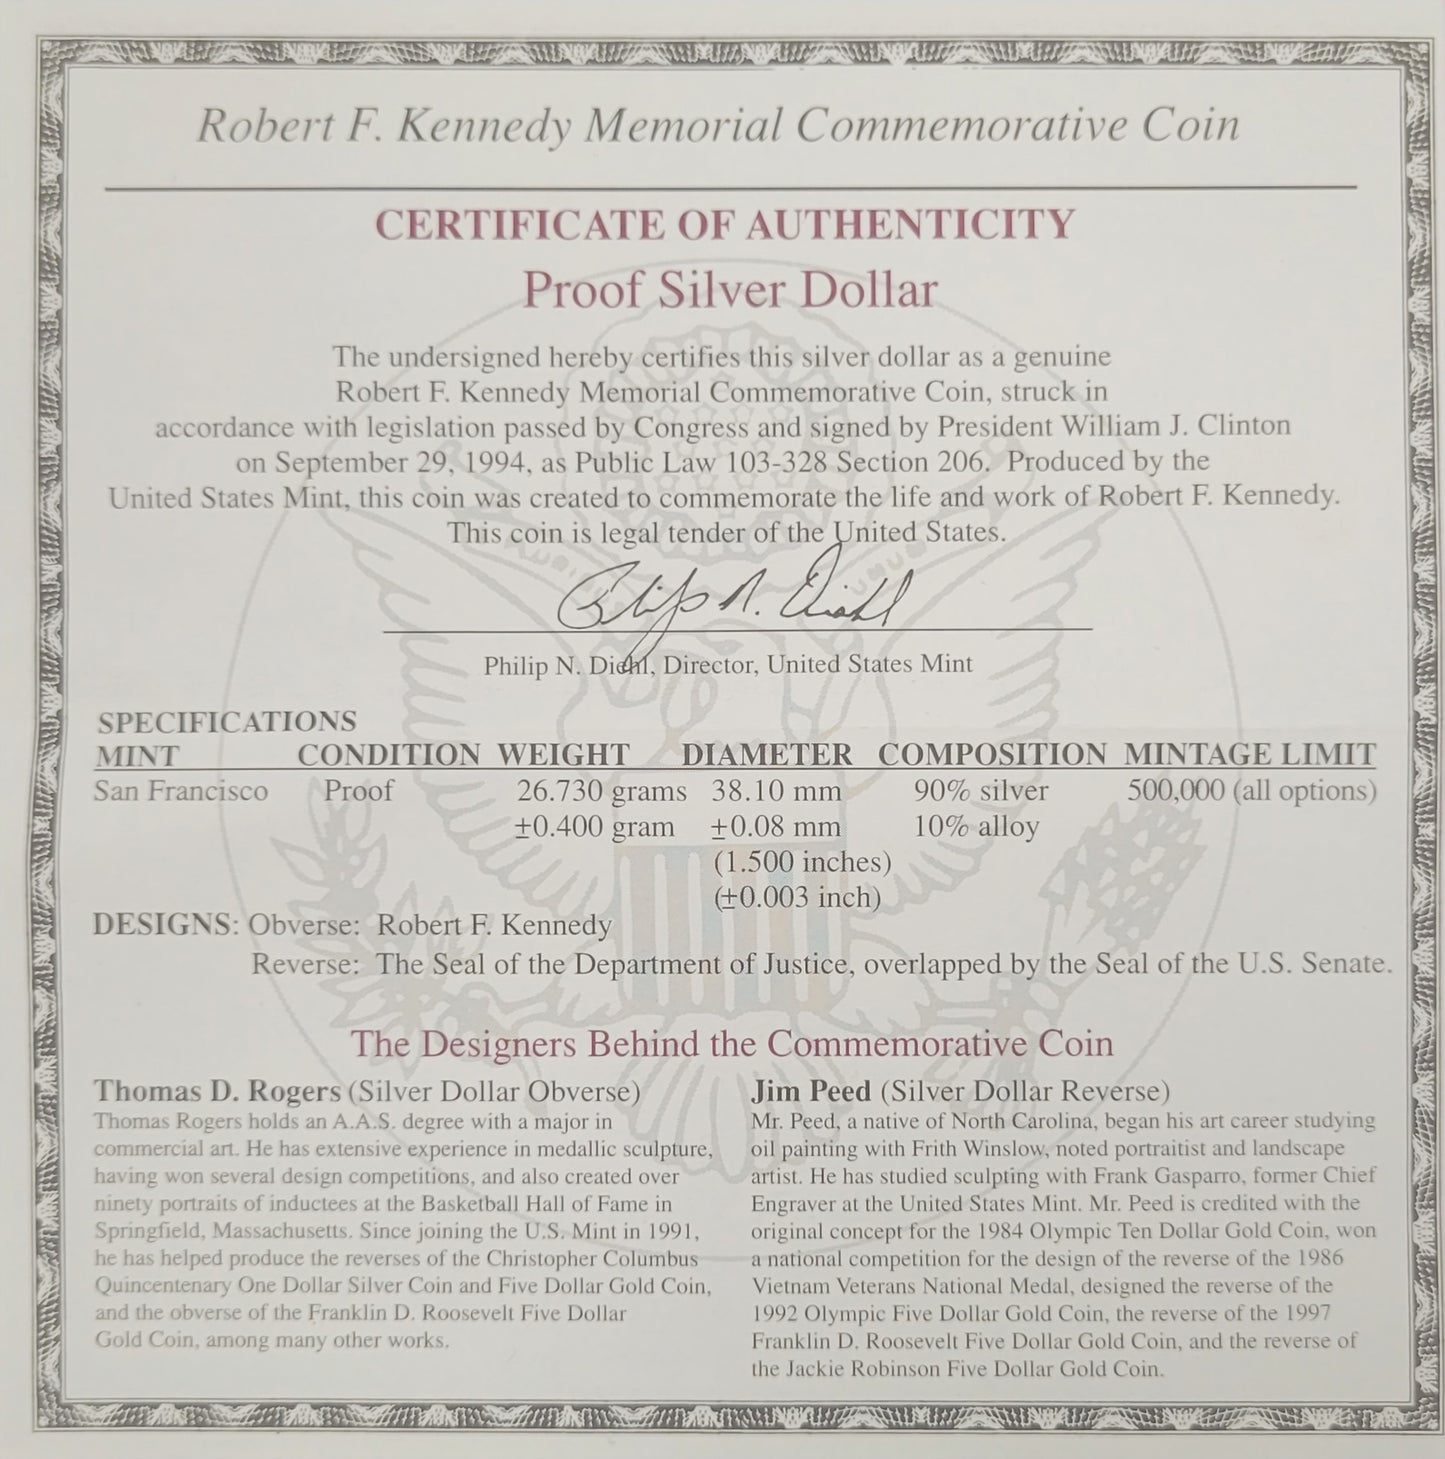 Robert F. Kennedy Memorial Commemorative Coin
CERTIFICATE OF AUTHENTICITY
Proof Silver Dollar
The undersigned hereby certifies this silver dollar as a genuine
Robert F. Kennedy Memorial Commemorative Coin, struck in
accordance with legislation passed by Congress and signed by President William J. Clinton
on September 29, 1994, as Public Law 103-328 Section 206. Produced by the
United States Mint, this coin was created to commemorate the life and work of Robert F. Kennedy.
This coin is legal tender of the United States.
Philip N. Diehl
Philip N. Diehl, Director, United States Mint
SPECIFICATIONS
MINT CONDITION WEIGHT DIAMETER COMPOSITION MINTAGE LIMIT
San Francisco Proof 26.730 grams 38.10 mm 90% silver 500,000 (all options)
±0.400 gram ±0.08 mm 10% alloy
(1.500 inches)
(±0.003 inch)
DESIGNS: Obverse: Robert F. Kennedy
Reverse: The Seal of the Department of Justice, overlapped by the Seal of the U.S. Senate.
The Designers Behind the Commemorative Coin
Thomas D. Rogers (Silver Dollar Obverse)
Thomas Rogers holds an A.A.S. degree with a major in
commercial art. He has extensive experience in medallic sculpture,
having won several design competitions, and also created over
ninety portraits of inductees at the Basketball Hall of Fame in
Springfield, Massachusetts. Since joining the U.S. Mint in 1991,
he has helped produce the reverses of the Christopher Columbus
Quincentenary One Dollar Silver Coin and Five Dollar Gold Coin,
and the obverse of the Franklin D. Roosevelt Five Dollar
Gold Coin, among many other works.
Jim Peed (Silver Dollar Reverse)
Mr. Peed, a native of North Carolina, began his art career studying
oil painting with Frith Winslow, noted portraitist and landscape
artist. He has studied sculpting with Frank Gasparro, former Chief
Engraver at the United States Mint. Mr. Peed is credited with the
original concept for the 1984 Olympic Ten Dollar Gold Coin, won
a national competition for the design of the reverse of the 1986
Vietnam Veterans National Medal, designed the reverse of the
1992 Olympic Five Dollar Gold Coin, the reverse of the 1997
Franklin D. Roosevelt Five Dollar Gold Coin, and the reverse of
the Jackie Robinson Five Dollar Gold Coin.